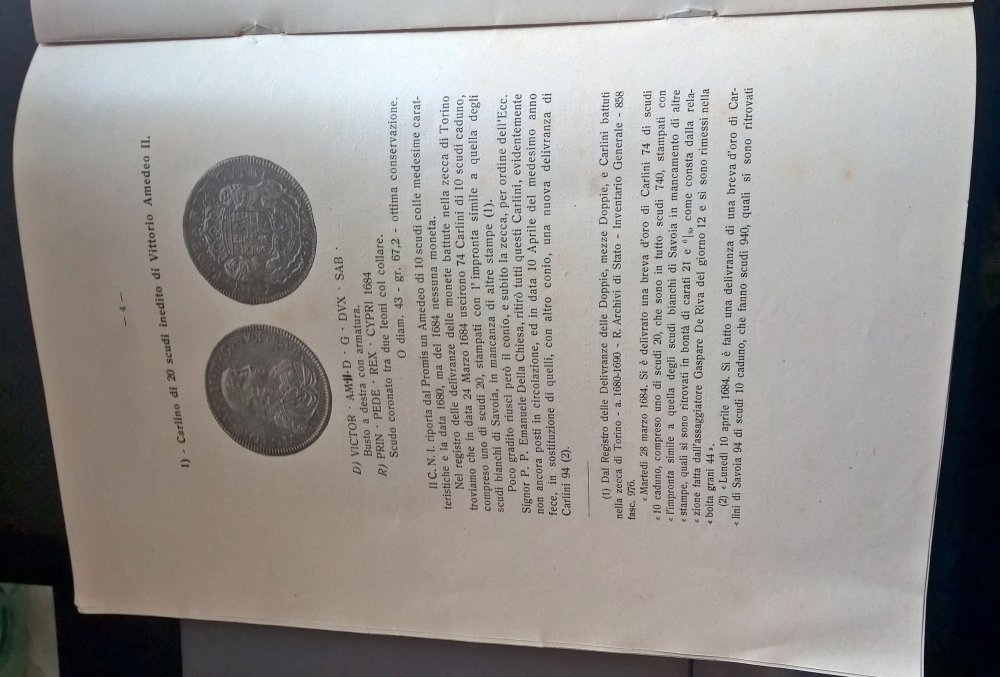 — 4 —
1) - Carlino di 20 scudi inedito di Vittorio Amedeo II.
D) VICTOR · AM·II· D · G · DVX · SAB ·
Busto a destra con armatura.
R) PRIN · PEDE · REX · CYPRI 1684
Scudo coronato tra due leoni col collare.
O diam. 43 - gr. 67,2 - ottima conservazione.
Il C. N. I. riporta dal Promis un Amedeo di 10 scudi colle medesime carat-
teristiche e la data 1680, ma del 1684 nessuna moneta.
Nel registro delle delivranze delle monete battute nella zecca di Torino
troviamo che in data 24 Marzo 1684 uscirono 74 Carlini di 10 scudi caduno,
compreso uno di scudi 20, stampati con l'impronta simile a quella degli
scudi bianchi di Savoia, in mancanza di altre stampe (1).
Poco gradito riuscì però il conio, e subito la zecca, per ordine dell'Ecc.
Signor P. P. Emanuele Della Chiesa, ritirò tutti questi Carlini, evidentemente
non ancora posti in circolazione, ed in data 10 Aprile del medesimo anno
fece, in sostituzione di quelli, con altro conio, una nuova delivranza di
Carlini 94 (2).
(1) Dal Registro delle Delivranze delle Doppie, mezze Doppie, e Carlini battuti
nella zecca di Torino - a. 1680-1690 - R. Archivi di Stato - Inventario Generale - 858
fasc. 976.
« Martedì 28 marzo 1684. Si è delivrato una breva d'oro di Carlini 74 di scudi
« 10 caduno, compreso uno di scudi 20, che sono in tutto scudi 740, stampati con
« l'impronta simile a quella degli scudi bianchi di Savoia in mancamento di altre
« stampe, quali si sono ritrovati in bontà di carati 21 e come consta dalla rela-
« zione fatta dall'assaggiatore Gaspare De Riva del giorno 12 e si sono rimessi nella
« boita grani 44 ».
(2) « Lunedì 10 aprile 1684. Si è fatto una delivranza di una breva d'oro di Car-
« lini di Savoia 94 di scudi 10 caduno, che fanno scudi 940, quali si sono ritrovati